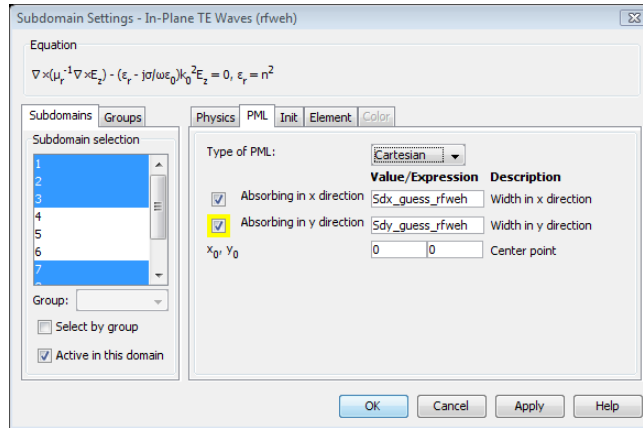 Subdomain Settings - In-Plane TE Waves (rfweh)
Equation
∇×(μr⁻¹∇×Ez) - (εr - jσ/ωε0)k0²Ez = 0, εr = n²
Subdomains Groups
Physics PML Init Element Color
Subdomain selection
1
2
3
4
5
6
7
Group:
Select by group
Active in this domain
Type of PML: Cartesian
Value/Expression Description
Absorbing in x direction Sdx_guess_rfweh Width in x direction
Absorbing in y direction Sdy_guess_rfweh Width in y direction
x0, y0 0 0 Center point
OK Cancel Apply Help